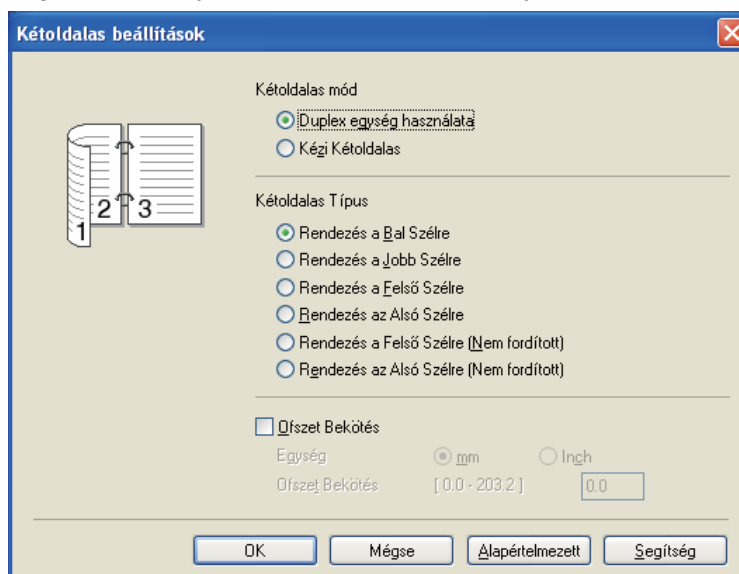 Kétoldalas beállítások
Kétoldalas mód
Duplex egység használata
Kézi Kétoldalas
1
2
3
Kétoldalas Típus
Rendezés a Bal Szélre
Rendezés a Jobb Szélre
Rendezés a Felső Szélre
Rendezés az Alsó Szélre
Rendezés a Felső Szélre (Nem fordított)
Rendezés az Alsó Szélre (Nem fordított)
Ofszet Bekötés
Egység mm Inch
Ofszet Bekötés [ 0.0 - 203.2 ] 0.0
OK Mégse Alapértelmezett Segítség